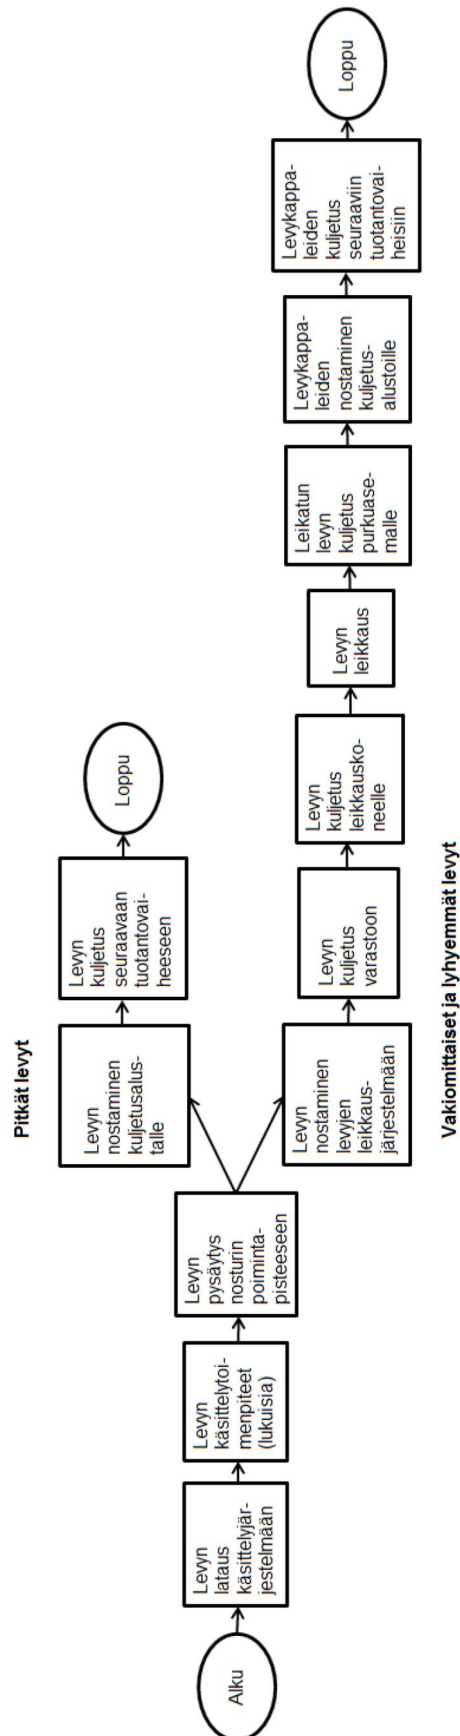 Alku
Levyn
lataus
käsittelyjär-
jestelmään
Levyn
käsittelytoi-
menpiteet
(lukuisia)
Levyn
pysäytys
nosturin
poiminta-
pisteeseen
Pitkät levyt
Levyn
nostaminen
kuljetusalus-
talle
Levyn
kuljetus
seuraavaan
tuotantovai-
heeseen
Loppu
Levyn
nostaminen
levyjen
leikkaus-
järjestelmään
Levyn
kuljetus
varastoon
Levyn
kuljetus
leikkausko-
neelle
Levyn
leikkaus
Leikatun
levyn
kuljetus
purkuase-
malle
Levykappa-
leiden
nostaminen
kuljetus-
alustoille
Levykappa-
leiden
kuljetus
seuraaviin
tuotantovai-
heisiin
Loppu
Vakiomittaiset ja lyhyemmät levyt